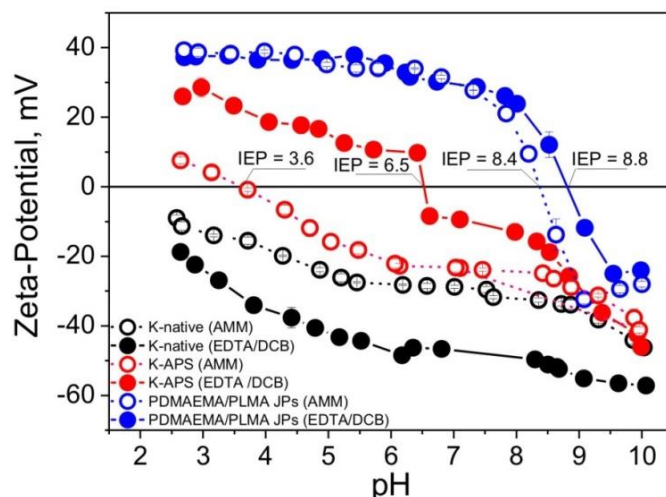 40
20
0
-20
-40
-60
Zeta-Potential, mV
IEP = 3.6
IEP = 6.5
IEP = 8.4
IEP = 8.8
K-native (AMM)
K-native (EDTA/DCB)
K-APS (AMM)
K-APS (EDTA /DCB)
PDMAEMA/PLMA JPs (AMM)
PDMAEMA/PLMA JPs (EDTA/DCB)
2 3 4 5 6 7 8 9 10
pH